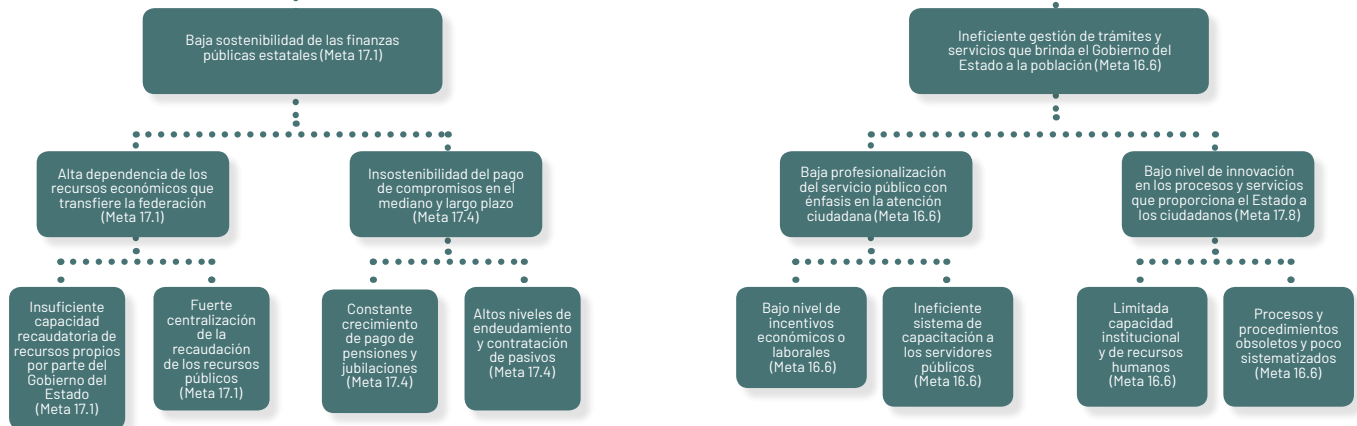 Baja sostenibilidad de las finanzas
públicas estatales (Meta 17.1)
Ineficiente gestión de trámites y
servicios que brinda el Gobierno del
Estado a la población (Meta 16.6)
Alta dependencia de los
recursos económicos que
transfiere la federación
(Meta 17.1)
Insostenibilidad del pago
de compromisos en el
mediano y largo plazo
(Meta 17.4)
Baja profesionalización
del servicio público con
énfasis en la atención
ciudadana (Meta 16.6)
Bajo nivel de innovación
en los procesos y servicios
que proporciona el Estado a
los ciudadanos (Meta 17.8)
Insuficiente
capacidad
recaudatoria de
recursos propios
por parte del
Gobierno del
Estado
(Meta 17.1)
Fuerte
centralización
de la
recaudación
de los recursos
públicos
(Meta 17.1)
Constante
crecimiento
de pago de
pensiones y
jubilaciones
(Meta 17.4)
Altos niveles de
endeudamiento
y contratación
de pasivos
(Meta 17.4)
Bajo nivel de
incentivos
económicos o
laborales
(Meta 16.6)
Ineficiente
sistema de
capacitación a
los servidores
públicos
(Meta 16.6)
Limitada
capacidad
institucional
y de recursos
humanos
(Meta 16.6)
Procesos y
procedimientos
obsoletos y poco
sistematizados
(Meta 16.6)